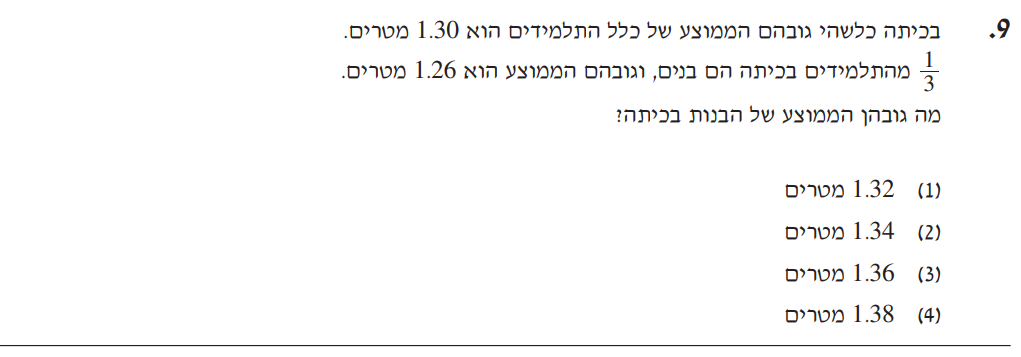 9. בכיתה כלשהי גובהם הממוצע של כלל התלמידים הוא 1.30 מטרים.
1/3 מהתלמידים בכיתה הם בנים, וגובהם הממוצע הוא 1.26 מטרים.
מה גובהן הממוצע של הבנות בכיתה?
(1) 1.32 מטרים
(2) 1.34 מטרים
(3) 1.36 מטרים
(4) 1.38 מטרים